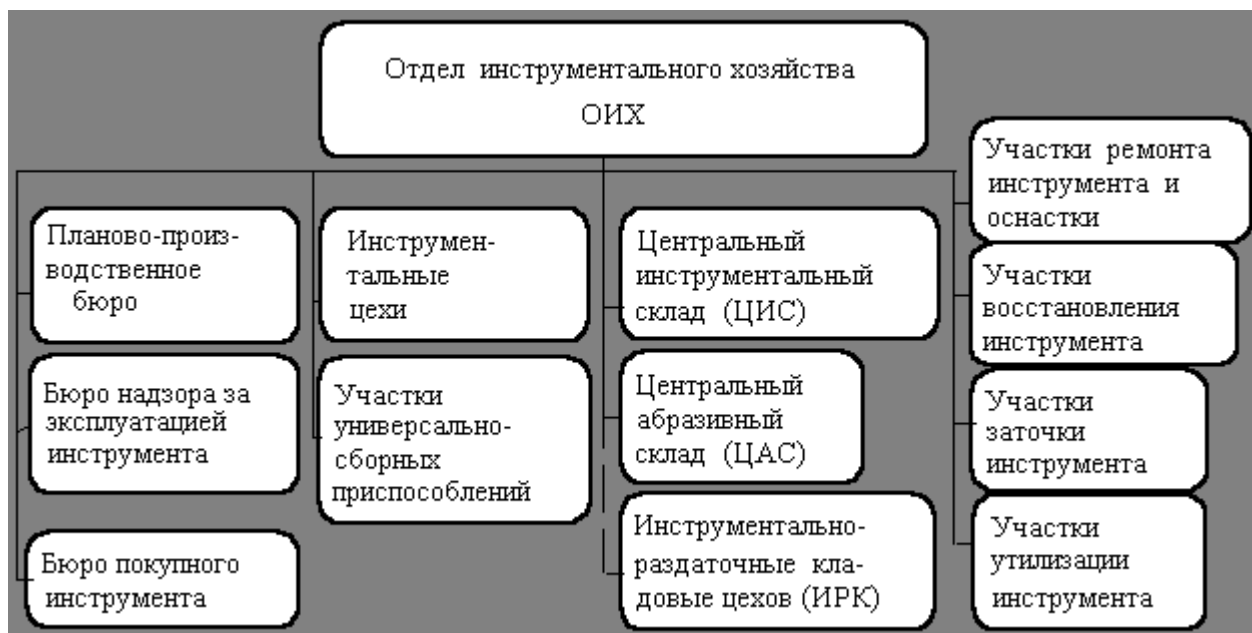 Отдел инструментального хозяйства
ОИХ
Планово-произ-
водственное
бюро
Бюро надзора за
эксплуатацией
инструмента
Бюро покупного
инструмента
Инструмен-
тальные
цехи
Участки
универсально-
сборных
приспособлений
Центральный
инструментальный
склад (ЦИС)
Центральный
абразивный
склад (ЦАС)
Инструментально-
раздаточные кла-
довые цехов (ИРК)
Участки ремонта
инструмента и
оснастки
Участки
восстановления
инструмента
Участки
заточки
инструмента
Участки
утилизации
инструмента